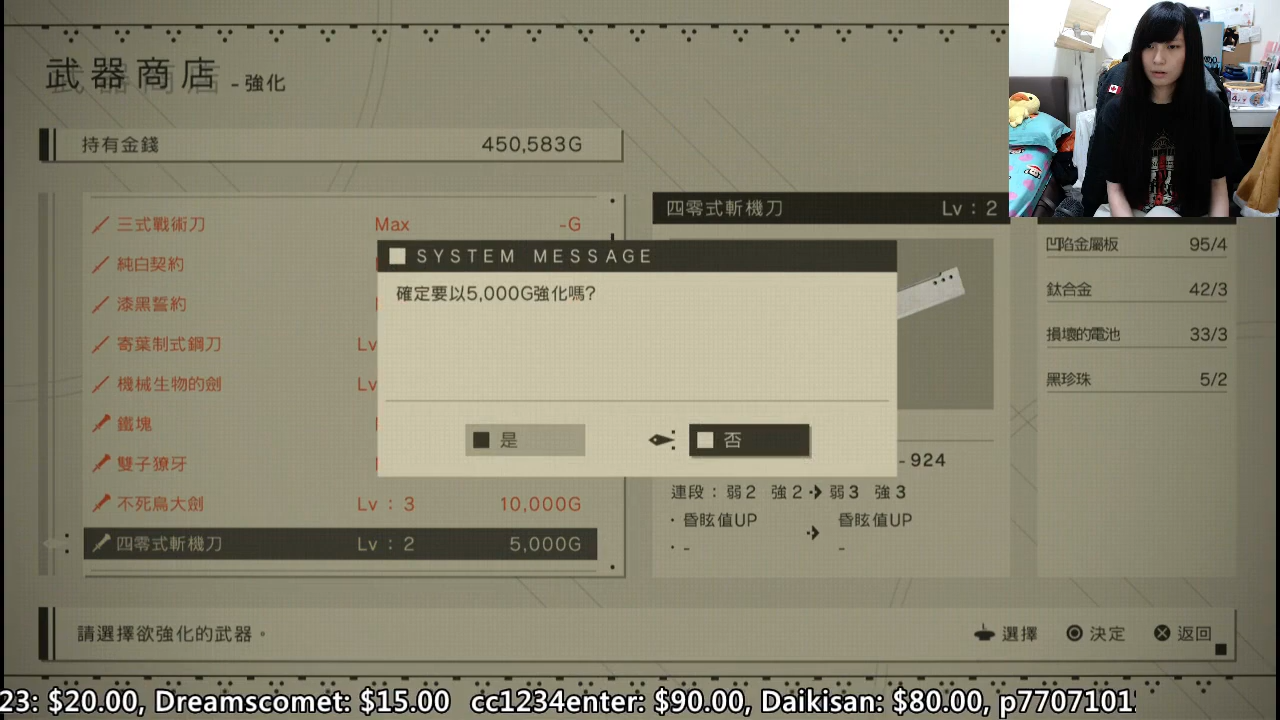 武器商店 - 強化
持有金錢 450,583G
三式戰術刀 Max -G
純白契約
漆黑誓約
寄葉制式鋼刀 Lv
機械生物的劍 Lv
鐵塊
雙子獠牙
不死鳥大劍 Lv : 3 10,000G
四零式斬機刀 Lv : 2 5,000G
SYSTEM MESSAGE
確定要以5,000G強化嗎?
是
否
四零式斬機刀 Lv : 2
- 924
連段 : 弱2 強2 弱3 強3
・昏眩值UP 昏眩值UP
・- -
凹陷金屬板 95/4
鈦合金 42/3
損壞的電池 33/3
黑珍珠 5/2
請選擇欲強化的武器。
選擇 決定 返回
23: $20.00, Dreamscomet: $15.00 cc1234enter: $90.00, Daikisan: $80.00, p7707101